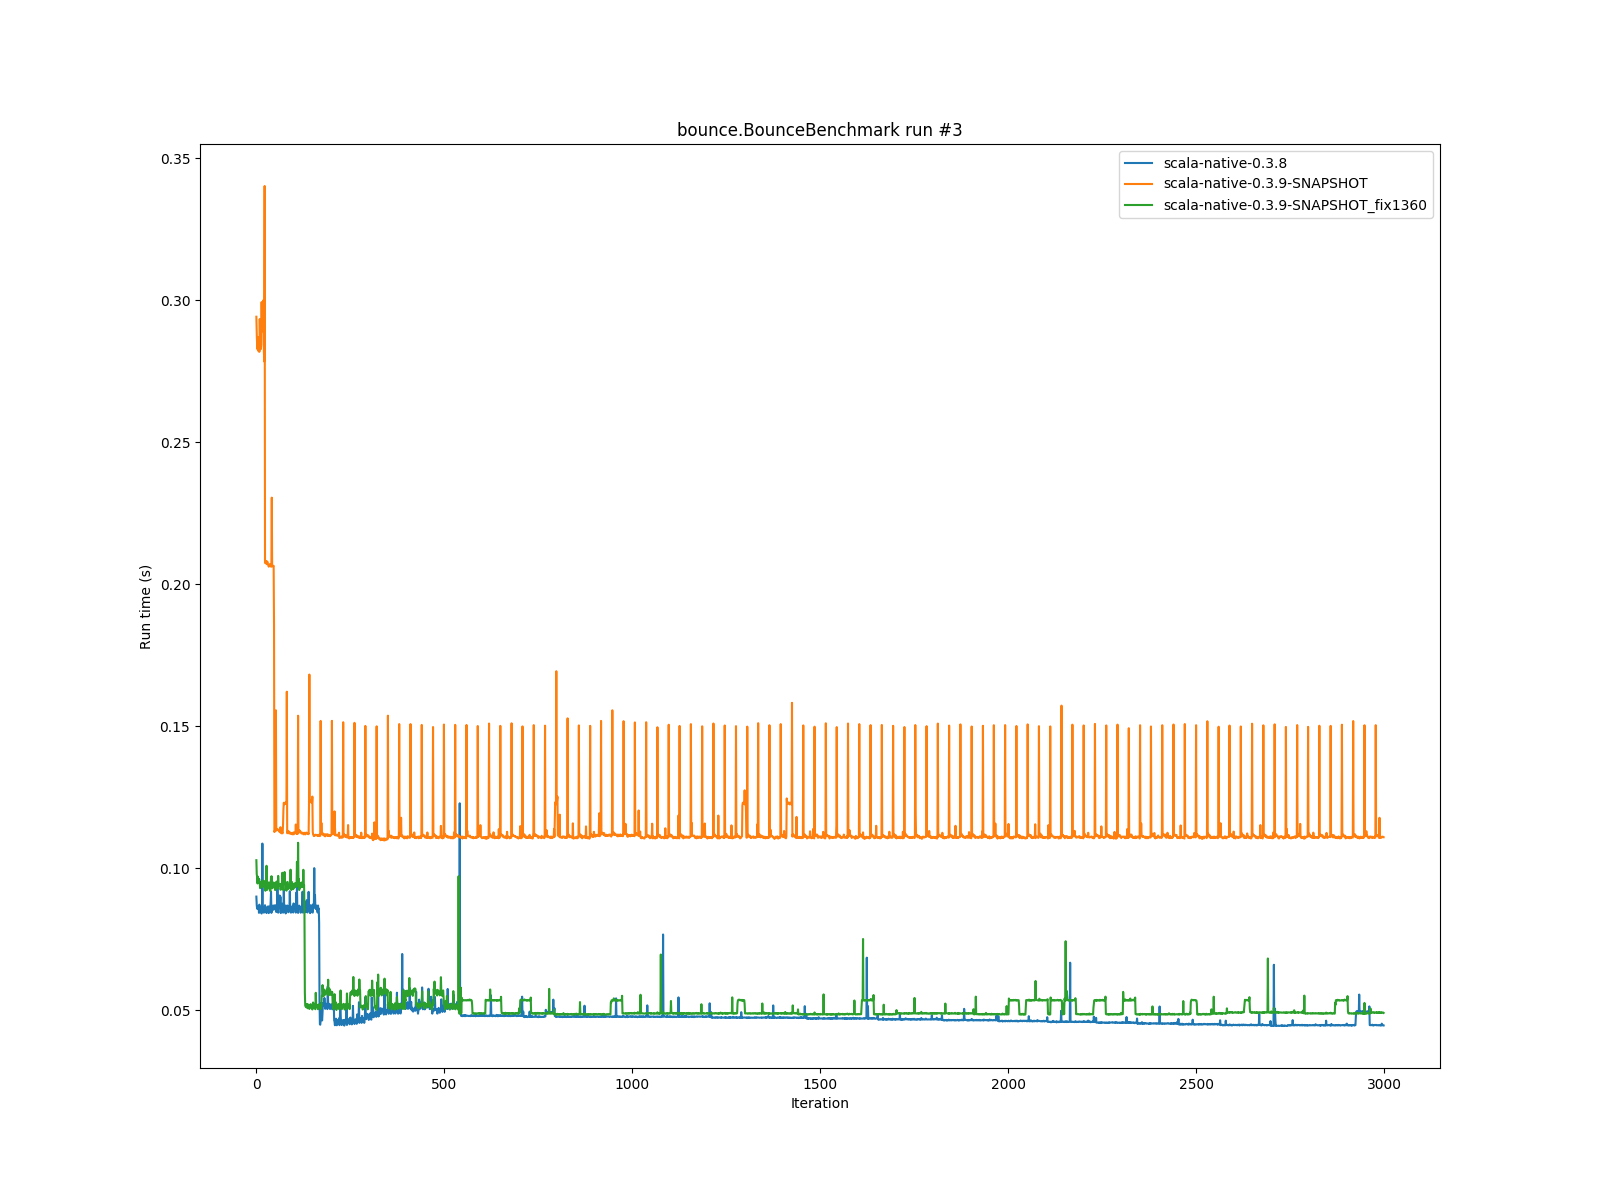 bounce.BounceBenchmark run #3
scala-native-0.3.8
scala-native-0.3.9-SNAPSHOT
scala-native-0.3.9-SNAPSHOT_fix1360
0.35
0.30
0.25
0.20
0.15
0.10
0.05
Run time (s)
0 500 1000 1500 2000 2500 3000
Iteration